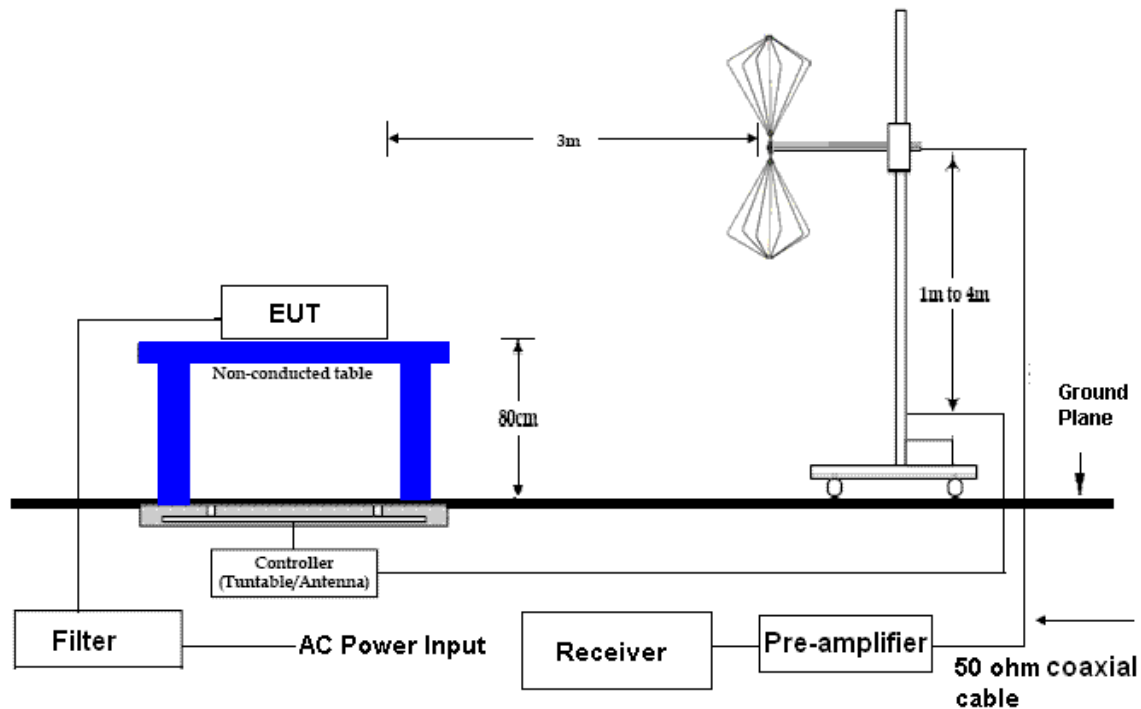 3m
EUT
1m to 4m
Non-conducted table
80cm
Ground
Plane
Controller
(Tuntable/Antenna)
Filter
AC Power Input
Receiver
Pre-amplifier
50 ohm coaxial
cable